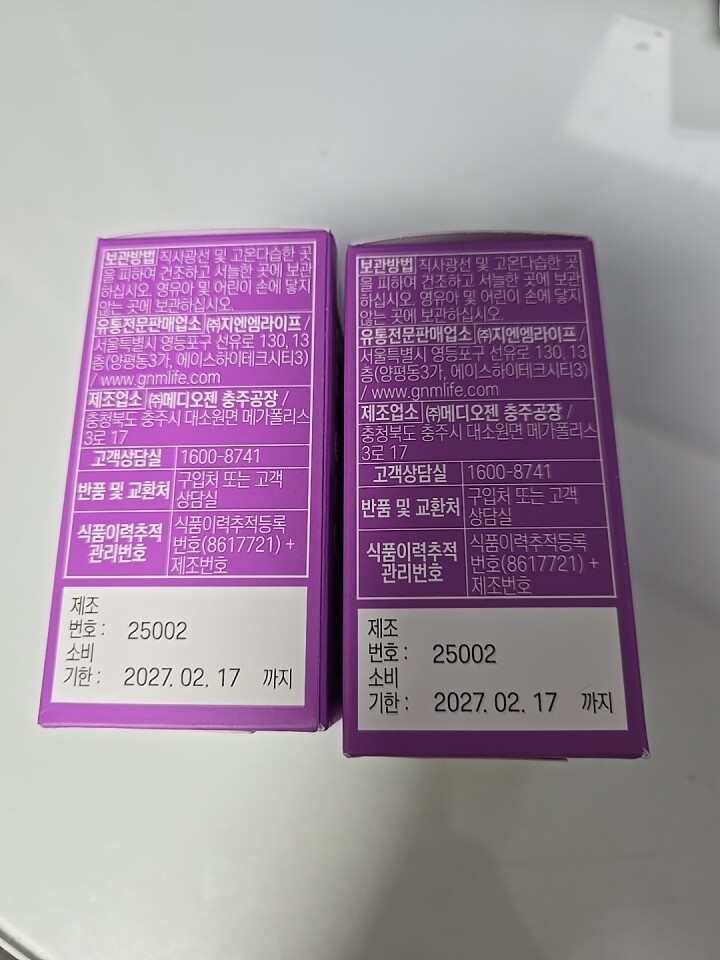 보관방법 직사광선 및 고온다습한 곳
을 피하여 건조하고 서늘한 곳에 보관
하십시오. 영유아 및 어린이 손에 닿지
않는 곳에 보관하십시오.
유통전문판매업소 ㈜지엔엠라이프 /
서울특별시 영등포구 선유로 130, 13
층(양평동3가, 에이스하이테크시티3)
/ www.gnmlife.com
제조업소 ㈜메디오젠 충주공장 /
충청북도 충주시 대소원면 메가폴리스
3로 17
고객상담실 1600-8741
반품 및 교환처 구입처 또는 고객
상담실
식품이력추적
관리번호
식품이력추적등록
번호(8617721) +
제조번호
제조
번호 : 25002
소비
기한 : 2027. 02. 17 까지
보관방법 직사광선 및 고온다습한 곳
을 피하여 건조하고 서늘한 곳에 보관
하십시오. 영유아 및 어린이 손에 닿지
않는 곳에 보관하십시오.
유통전문판매업소 ㈜지엔엠라이프 /
서울특별시 영등포구 선유로 130, 13
층(양평동3가, 에이스하이테크시티3)
/ www.gnmlife.com
제조업소 ㈜메디오젠 충주공장 /
충청북도 충주시 대소원면 메가폴리스
3로 17
고객상담실 1600-8741
반품 및 교환처 구입처 또는 고객
상담실
식품이력추적
관리번호
식품이력추적등록
번호(8617721) +
제조번호
제조
번호 : 25002
소비
기한 : 2027. 02. 17 까지